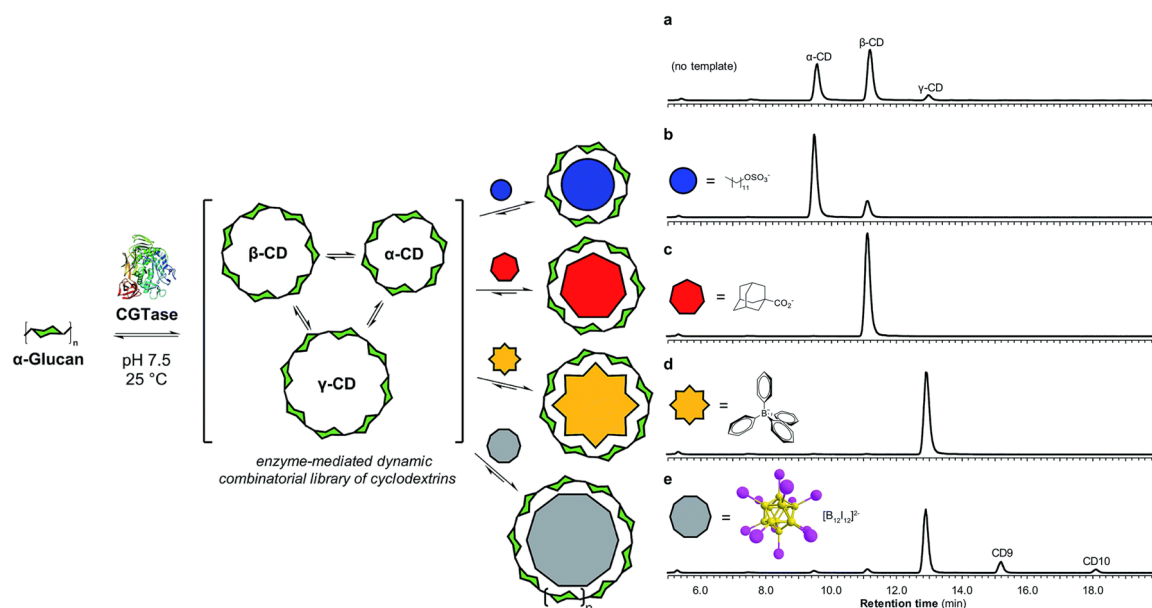 a
(no template)
α-CD
β-CD
γ-CD
b
= OSO₃⁻
11
c
= CO₂⁻
d
= B⁻
e
= [B₁₂I₁₂]²⁻
CD9
CD10
6.0 8.0 10.0 12.0 14.0 16.0 18.0
Retention time (min)
[ ]n
α-Glucan
CGTase
pH 7.5
25 °C
β-CD
α-CD
γ-CD
enzyme-mediated dynamic
combinatorial library of cyclodextrins
( )n